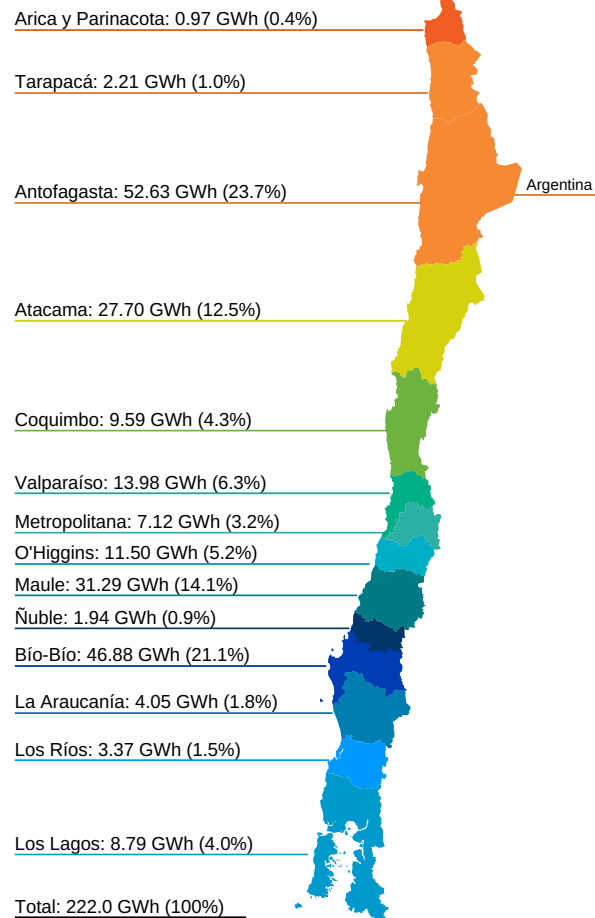 Arica y Parinacota: 0.97 GWh (0.4%)
Tarapacá: 2.21 GWh (1.0%)
Antofagasta: 52.63 GWh (23.7%)
Argentina
Atacama: 27.70 GWh (12.5%)
Coquimbo: 9.59 GWh (4.3%)
Valparaíso: 13.98 GWh (6.3%)
Metropolitana: 7.12 GWh (3.2%)
O'Higgins: 11.50 GWh (5.2%)
Maule: 31.29 GWh (14.1%)
Ñuble: 1.94 GWh (0.9%)
Bío-Bío: 46.88 GWh (21.1%)
La Araucanía: 4.05 GWh (1.8%)
Los Ríos: 3.37 GWh (1.5%)
Los Lagos: 8.79 GWh (4.0%)
Total: 222.0 GWh (100%)